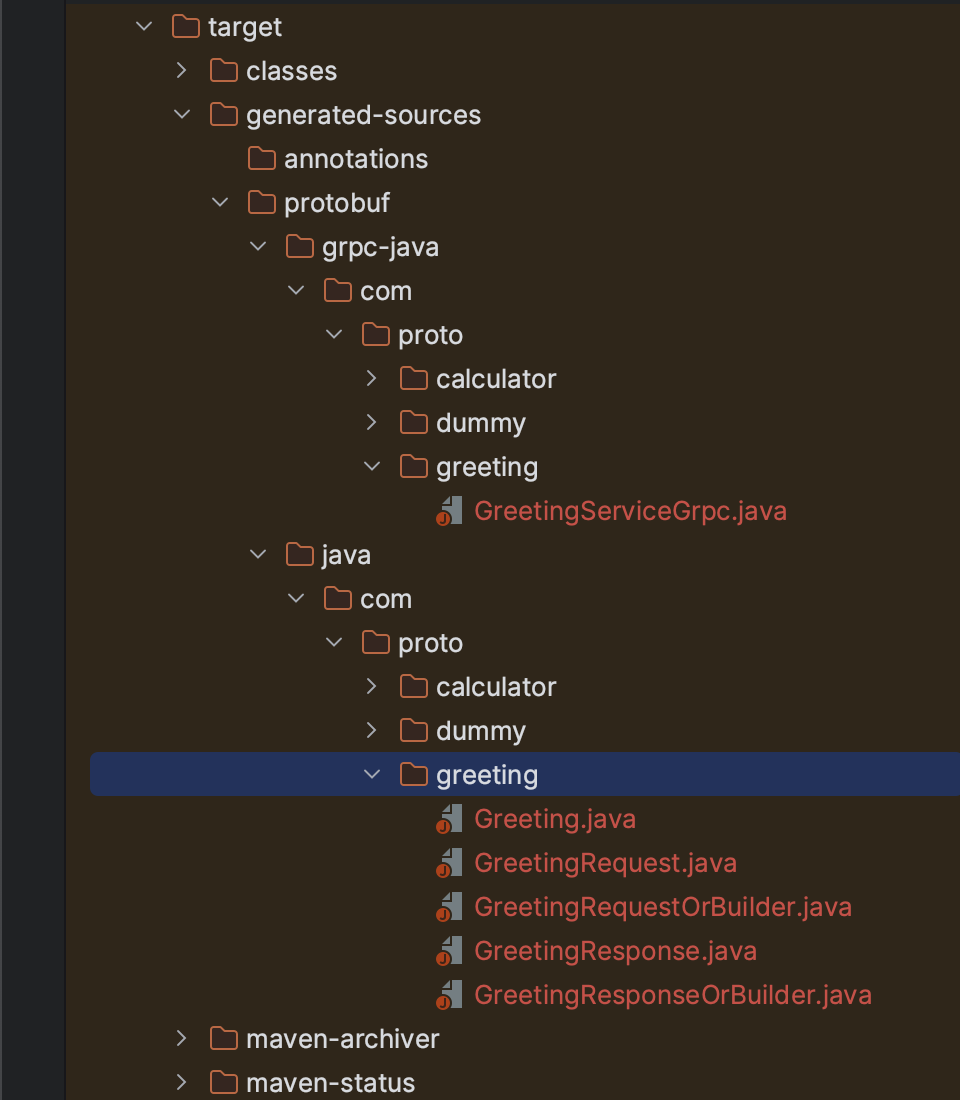 target
classes
generated-sources
annotations
protobuf
grpc-java
com
proto
calculator
dummy
greeting
GreetingServiceGrpc.java
java
com
proto
calculator
dummy
greeting
Greeting.java
GreetingRequest.java
GreetingRequestOrBuilder.java
GreetingResponse.java
GreetingResponseOrBuilder.java
maven-archiver
maven-status